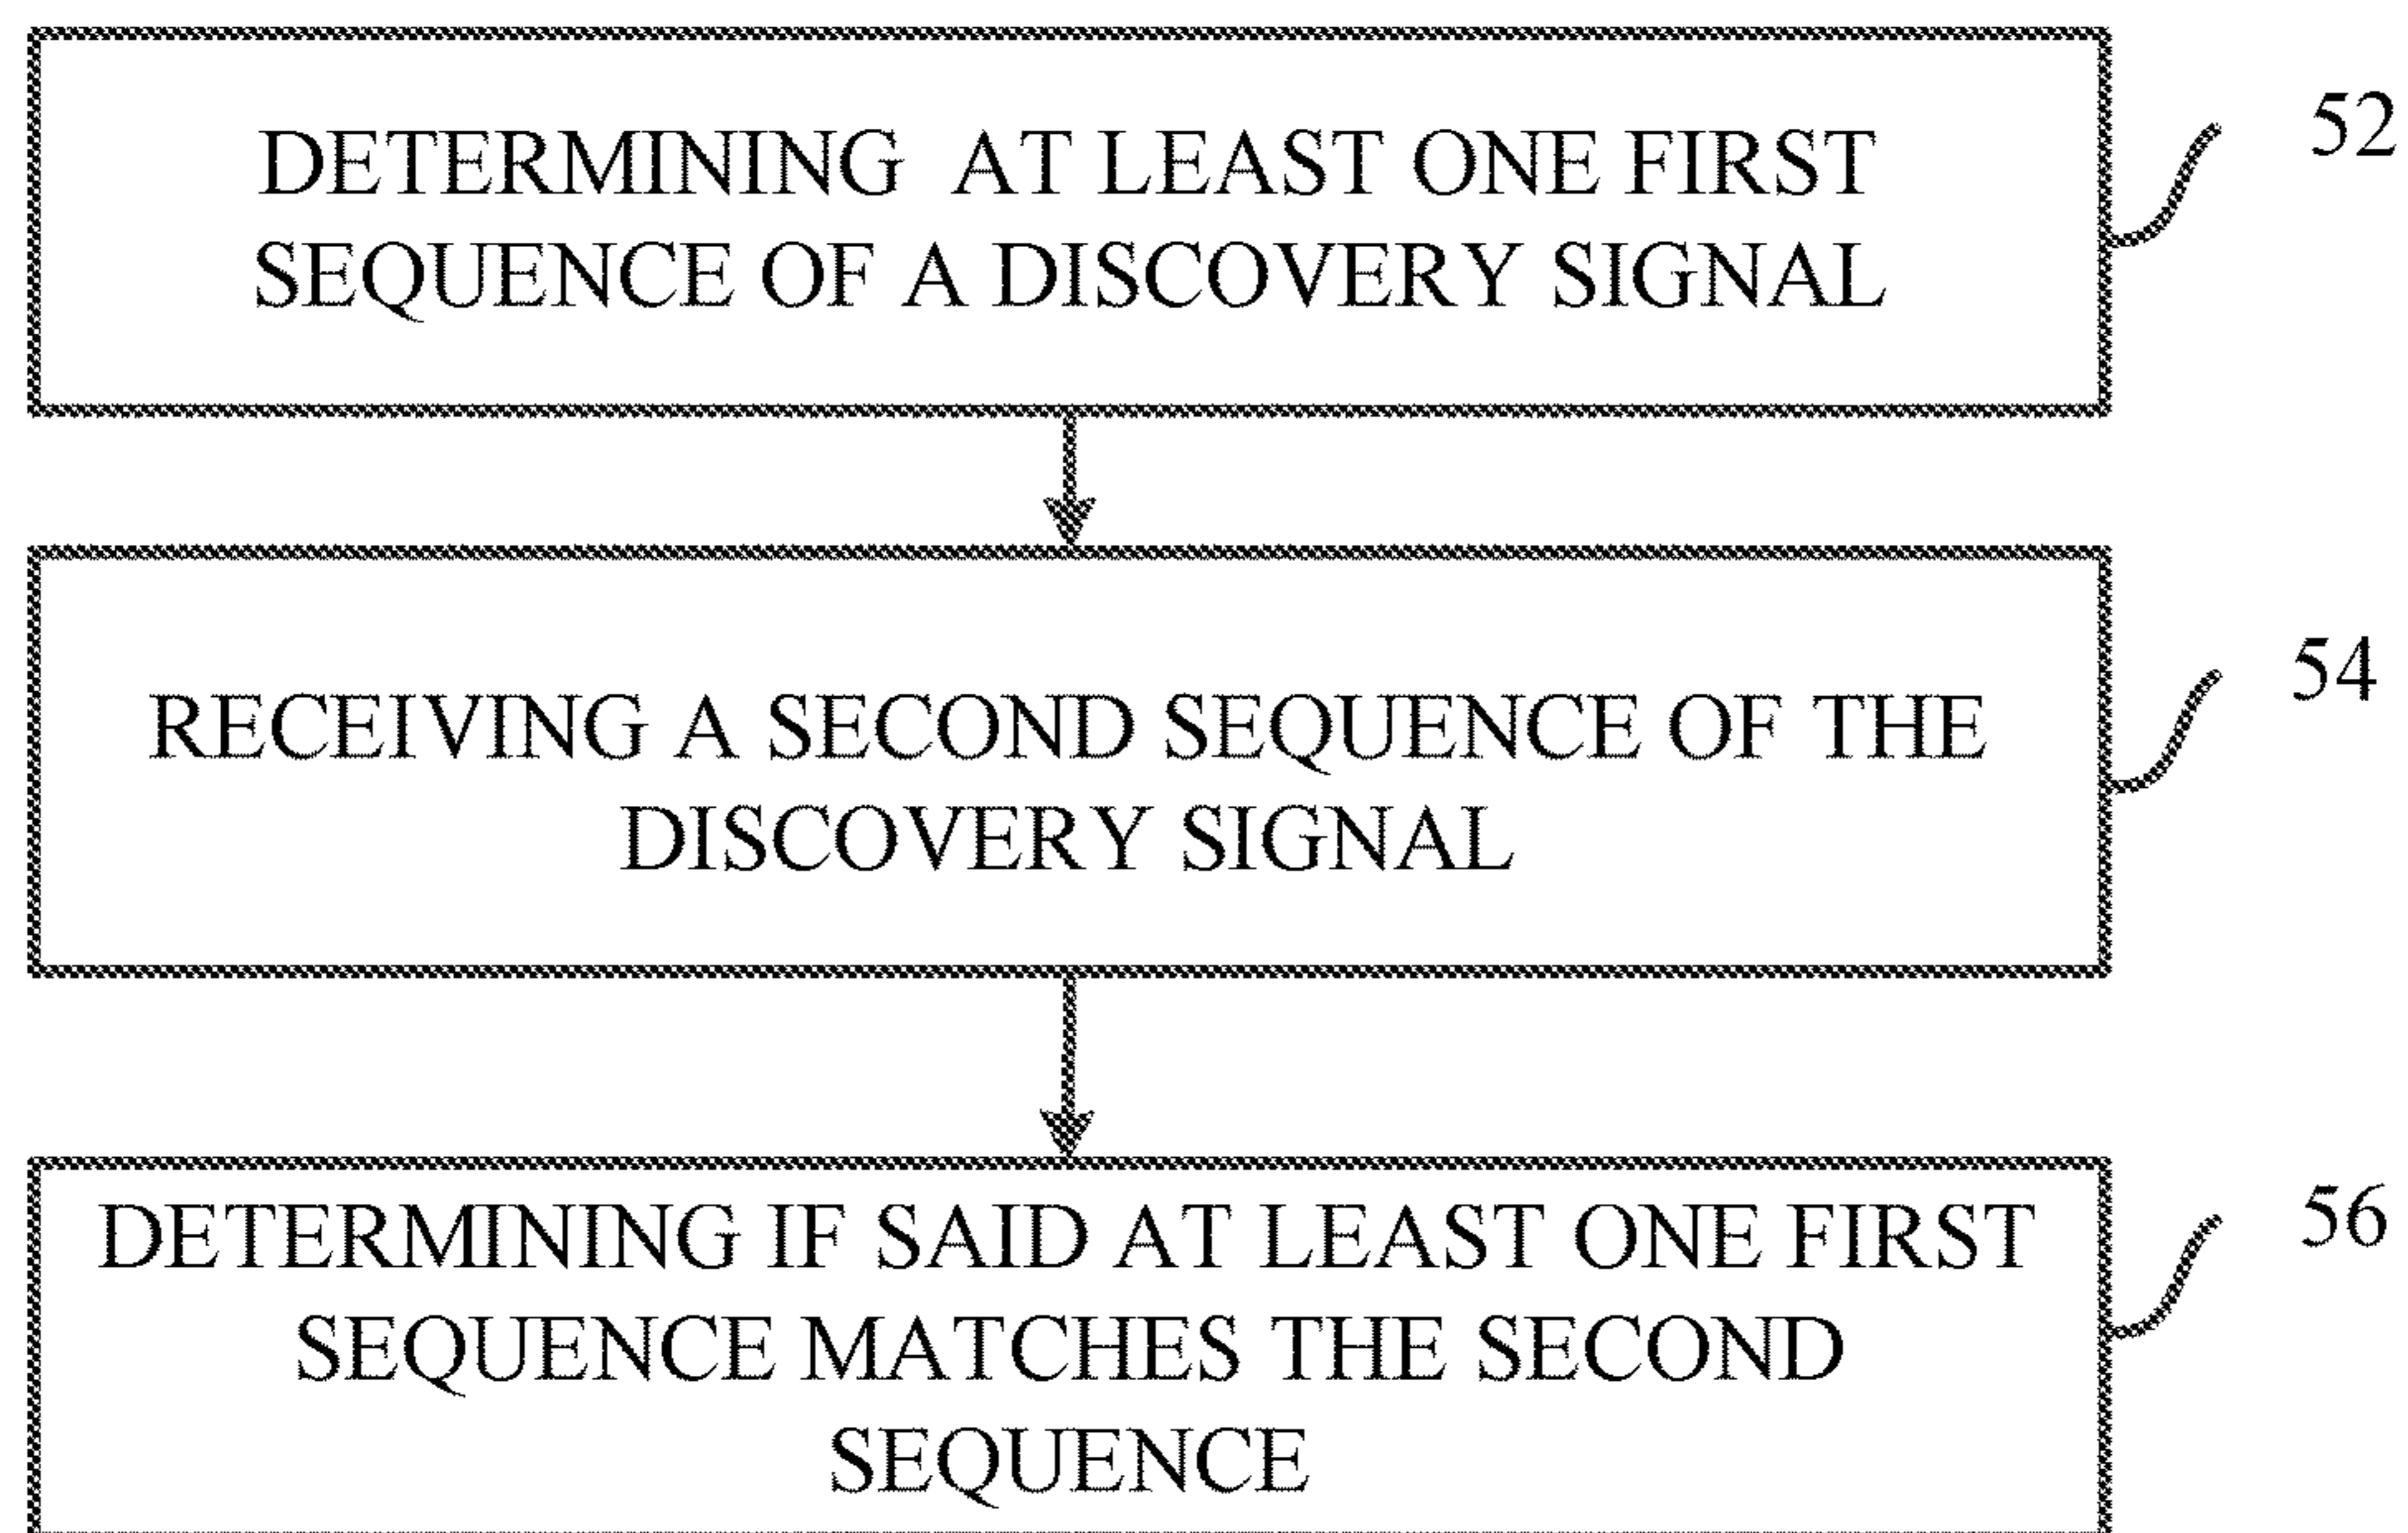 DETERMINING AT LEAST ONE FIRST
SEQUENCE OF A DISCOVERY SIGNAL
52
RECEIVING A SECOND SEQUENCE OF THE
DISCOVERY SIGNAL
54
DETERMINING IF SAID AT LEAST ONE FIRST
SEQUENCE MATCHES THE SECOND
SEQUENCE
56